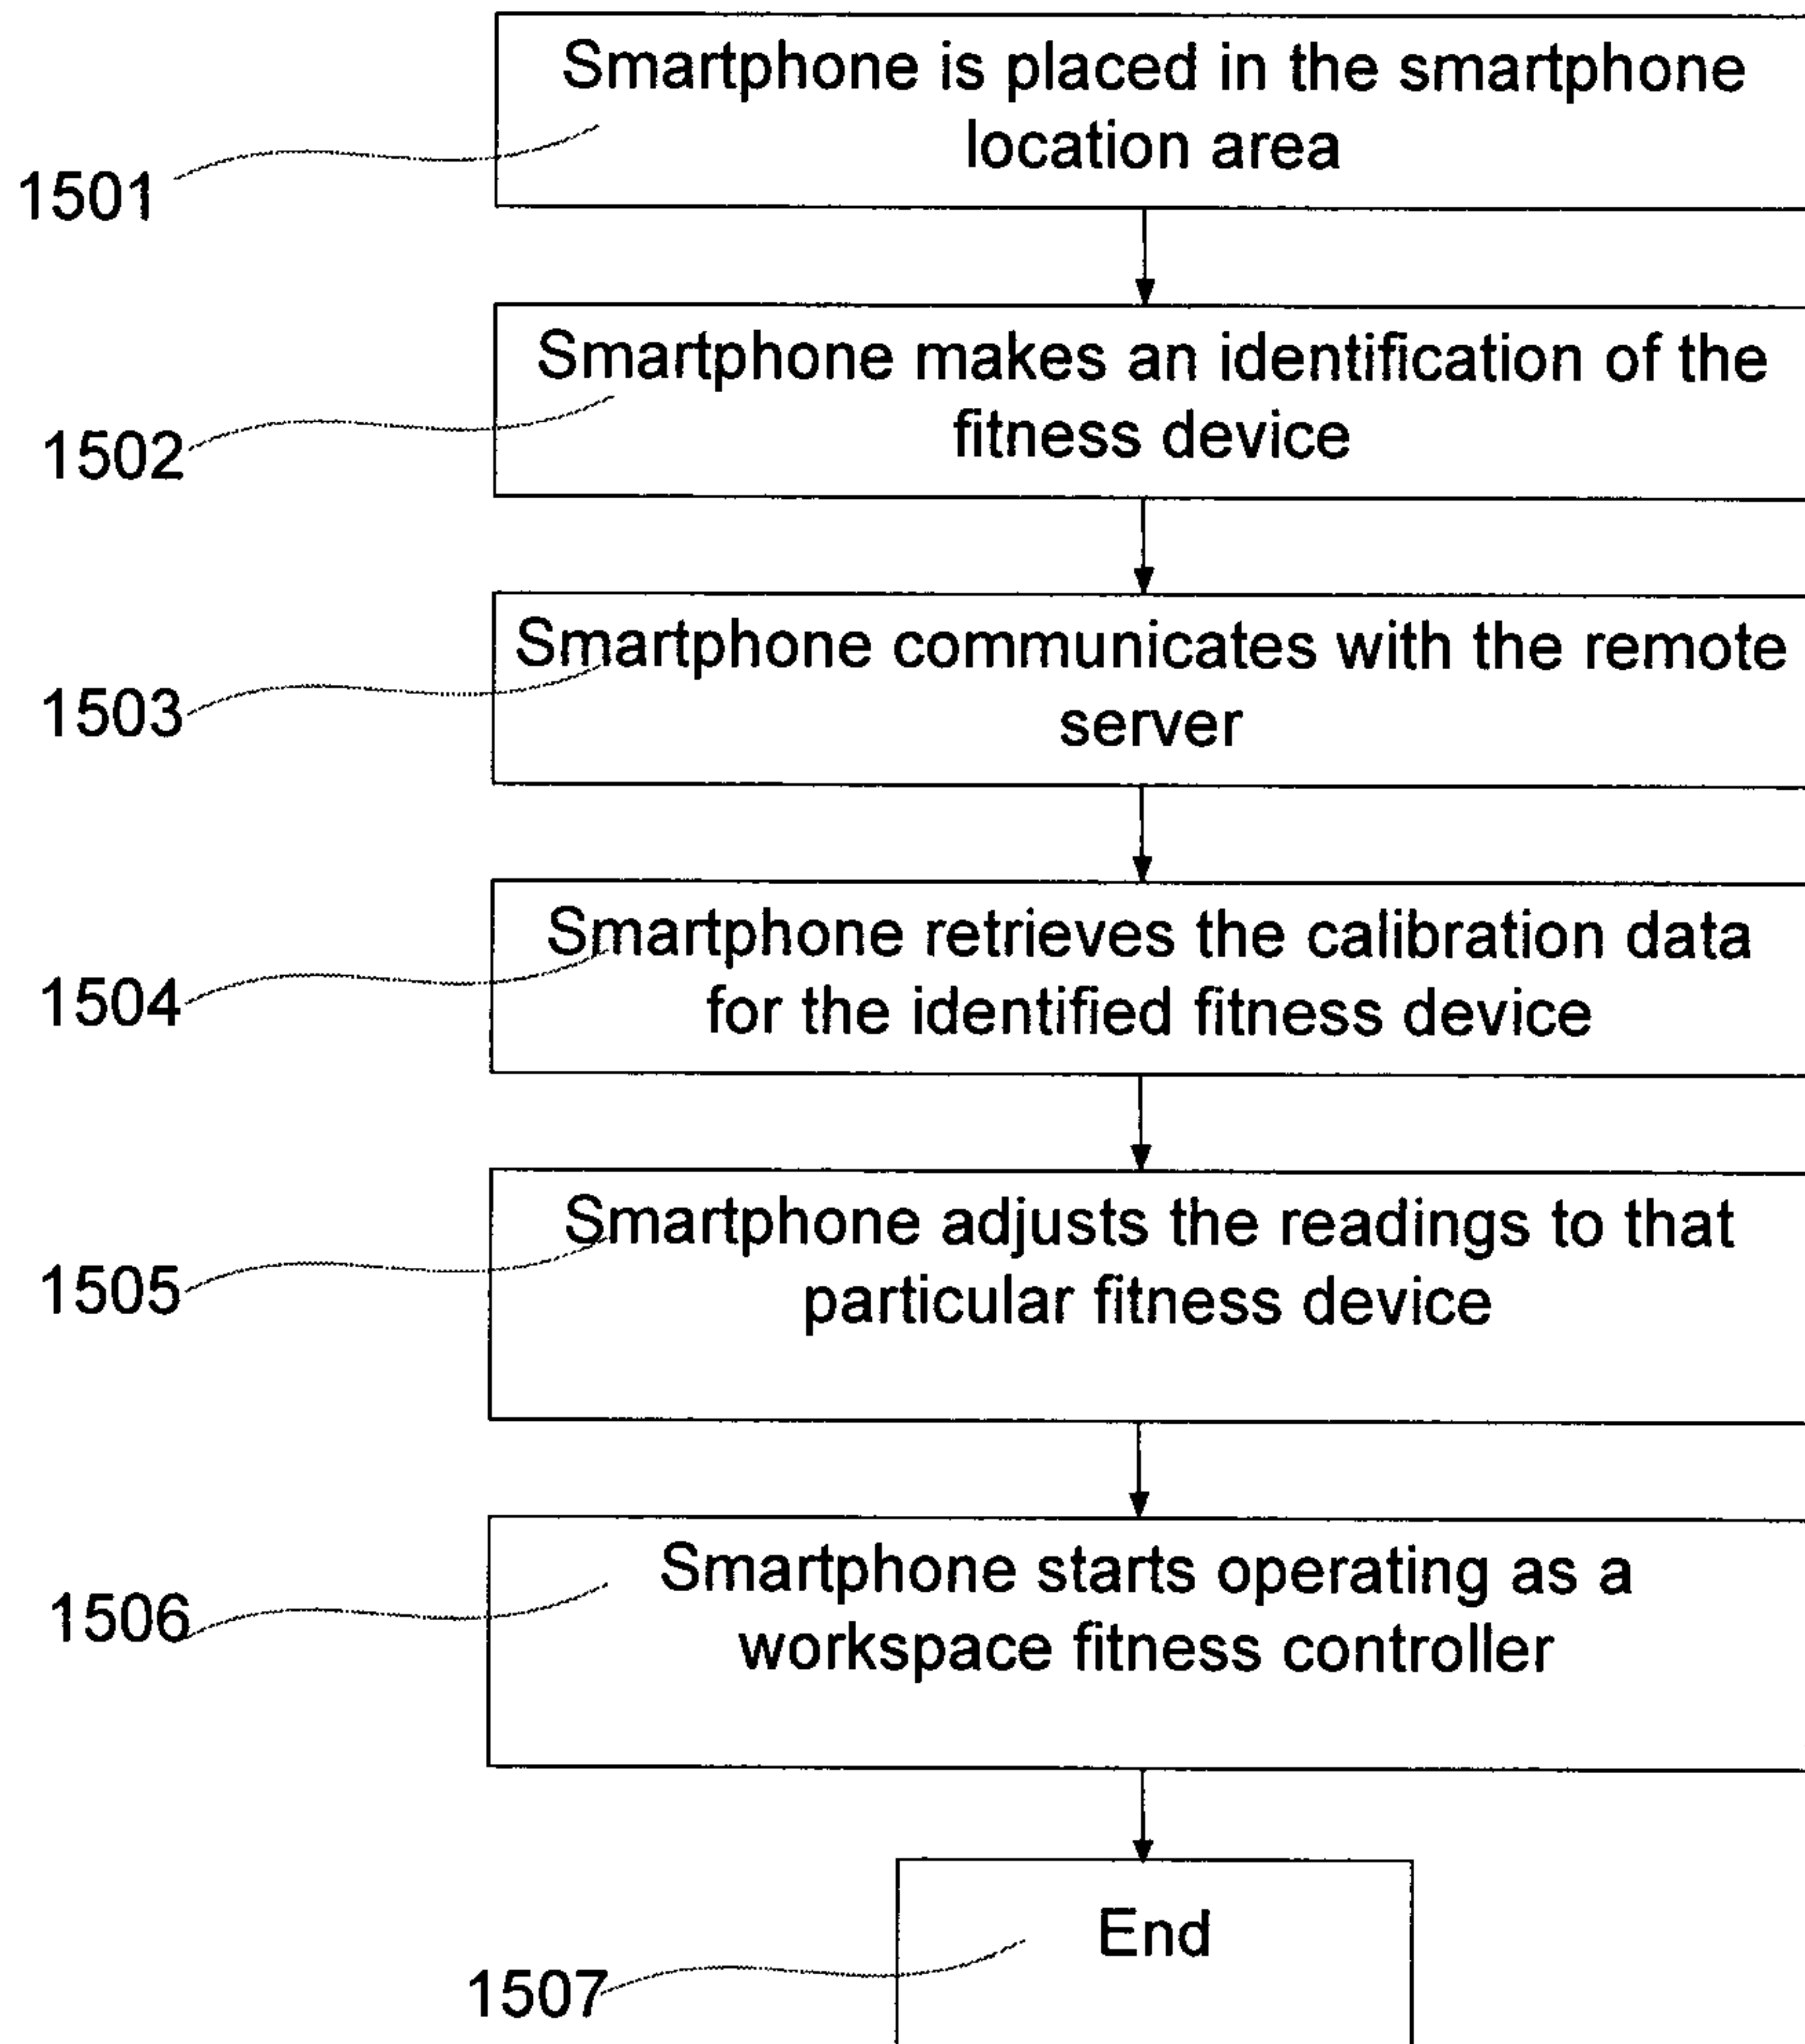 Smartphone is placed in the smartphone
location area
1501
Smartphone makes an identification of the
fitness device
1502
Smartphone communicates with the remote
server
1503
Smartphone retrieves the calibration data
for the identified fitness device
1504
Smartphone adjusts the readings to that
particular fitness device
1505
Smartphone starts operating as a
workspace fitness controller
1506
End
1507